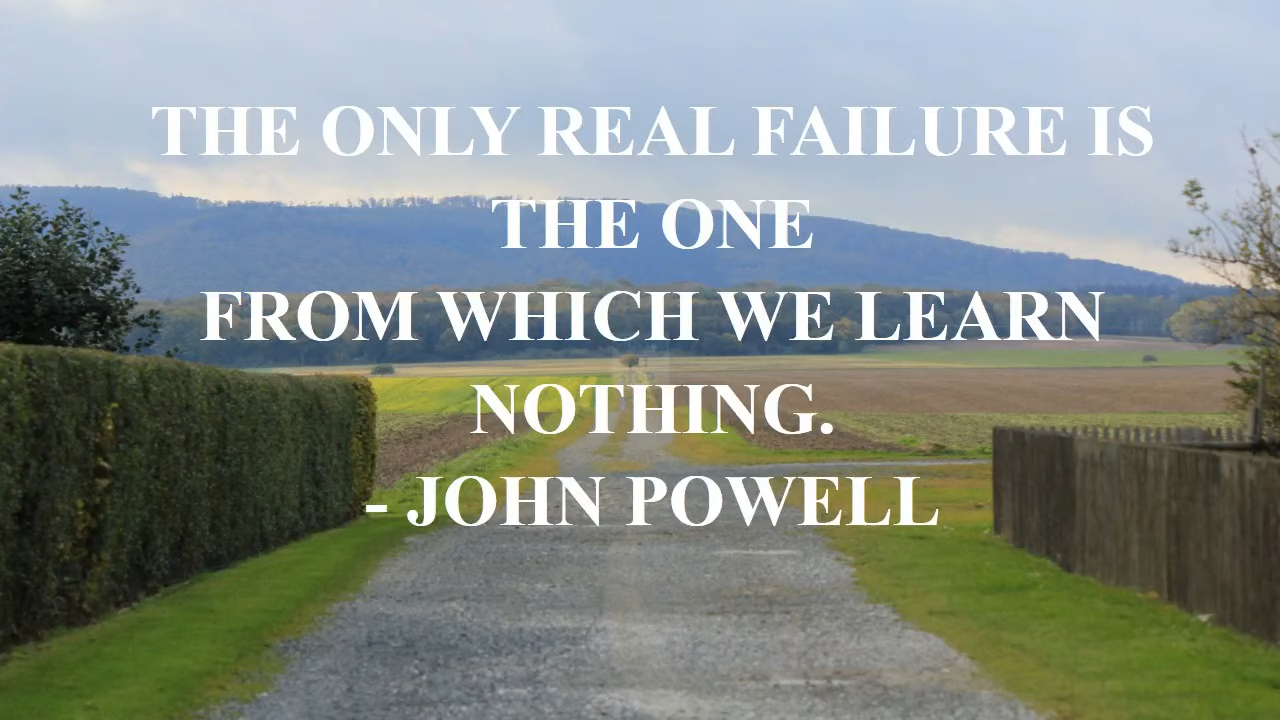 THE ONLY REAL FAILURE IS
THE ONE
FROM WHICH WE LEARN
NOTHING.
- JOHN POWELL